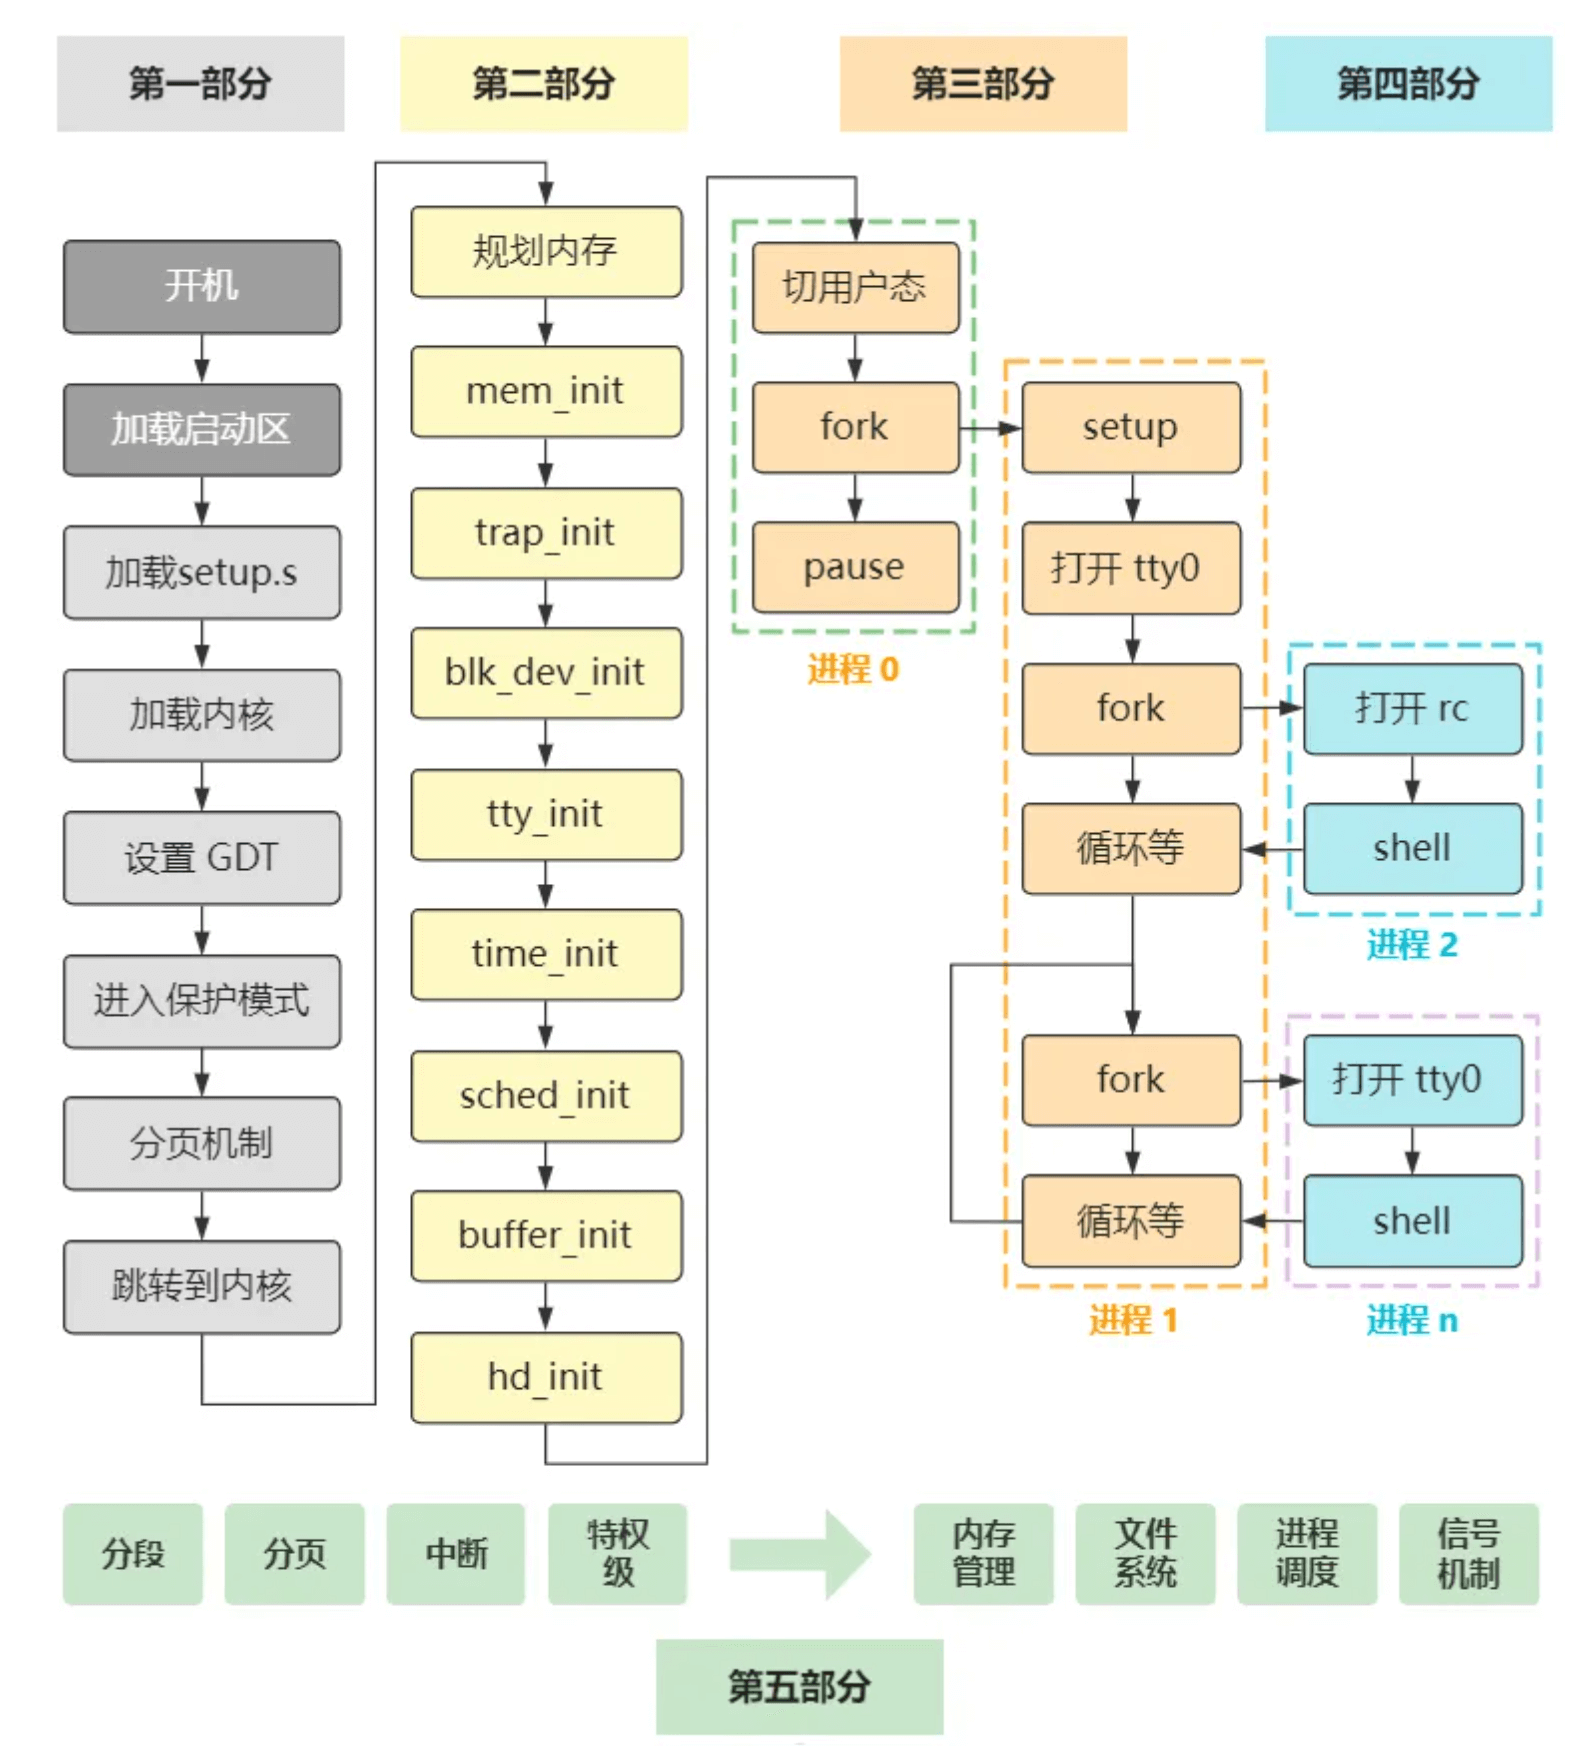 第一部分
第二部分
第三部分
第四部分
开机
加载启动区
加载setup.s
加载内核
设置 GDT
进入保护模式
分页机制
跳转到内核
规划内存
mem_init
trap_init
blk_dev_init
tty_init
time_init
sched_init
buffer_init
hd_init
切用户态
fork
pause
进程 0
setup
打开 tty0
fork
循环等
fork
循环等
进程 1
打开 rc
shell
进程 2
打开 tty0
shell
进程 n
分段
分页
中断
特权
级
内存
管理
文件
系统
进程
调度
信号
机制
第五部分